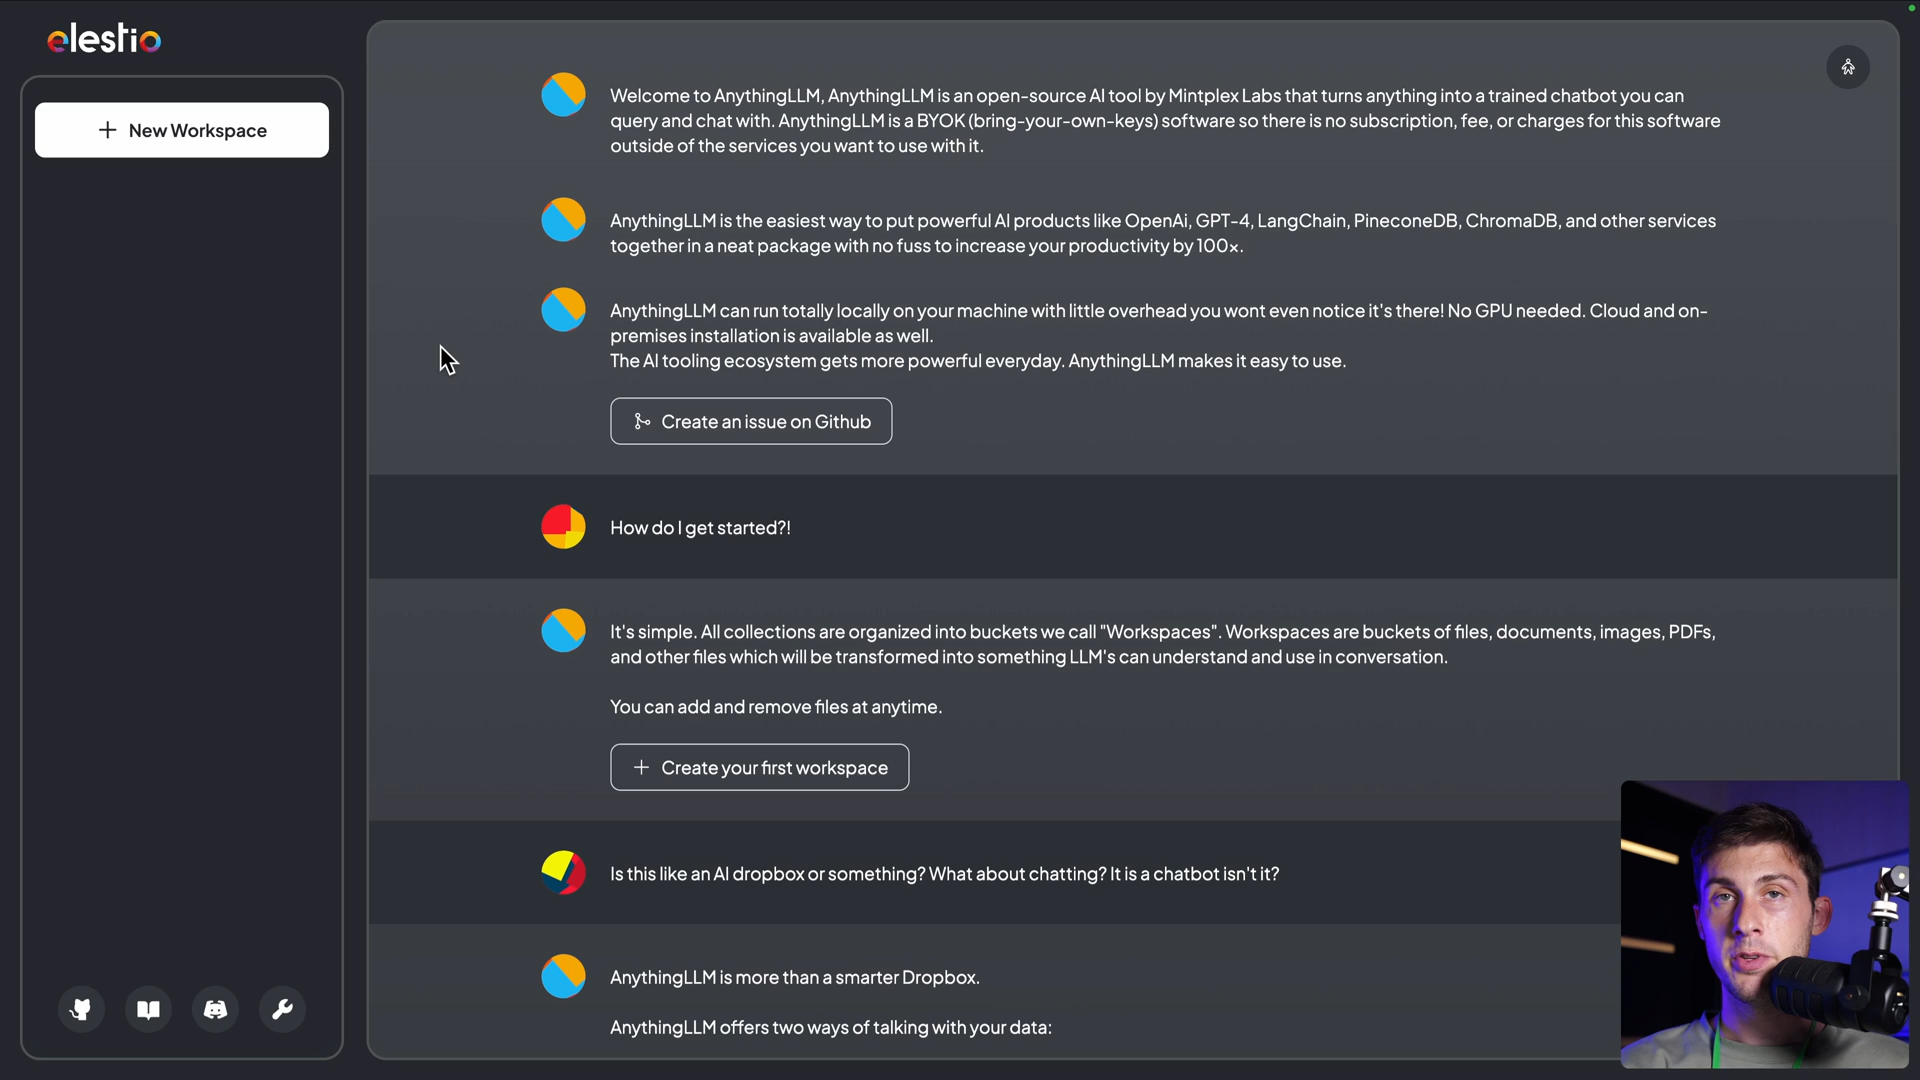 elestio
New Workspace
Welcome to AnythingLLM, AnythingLLM is an open-source AI tool by Mintplex Labs that turns anything into a trained chatbot you can
query and chat with. AnythingLLM is a BYOK (bring-your-own-keys) software so there is no subscription, fee, or charges for this software
outside of the services you want to use with it.
AnythingLLM is the easiest way to put powerful AI products like OpenAi, GPT-4, LangChain, PineconeDB, ChromaDB, and other services
together in a neat package with no fuss to increase your productivity by 100x.
AnythingLLM can run totally locally on your machine with little overhead you wont even notice it's there! No GPU needed. Cloud and on-
premises installation is available as well.
The AI tooling ecosystem gets more powerful everyday. AnythingLLM makes it easy to use.
Create an issue on Github
How do I get started?!
It's simple. All collections are organized into buckets we call "Workspaces". Workspaces are buckets of files, documents, images, PDFs,
and other files which will be transformed into something LLM's can understand and use in conversation.
You can add and remove files at anytime.
Create your first workspace
Is this like an AI dropbox or something? What about chatting? It is a chatbot isn't it?
AnythingLLM is more than a smarter Dropbox.
AnythingLLM offers two ways of talking with your data: